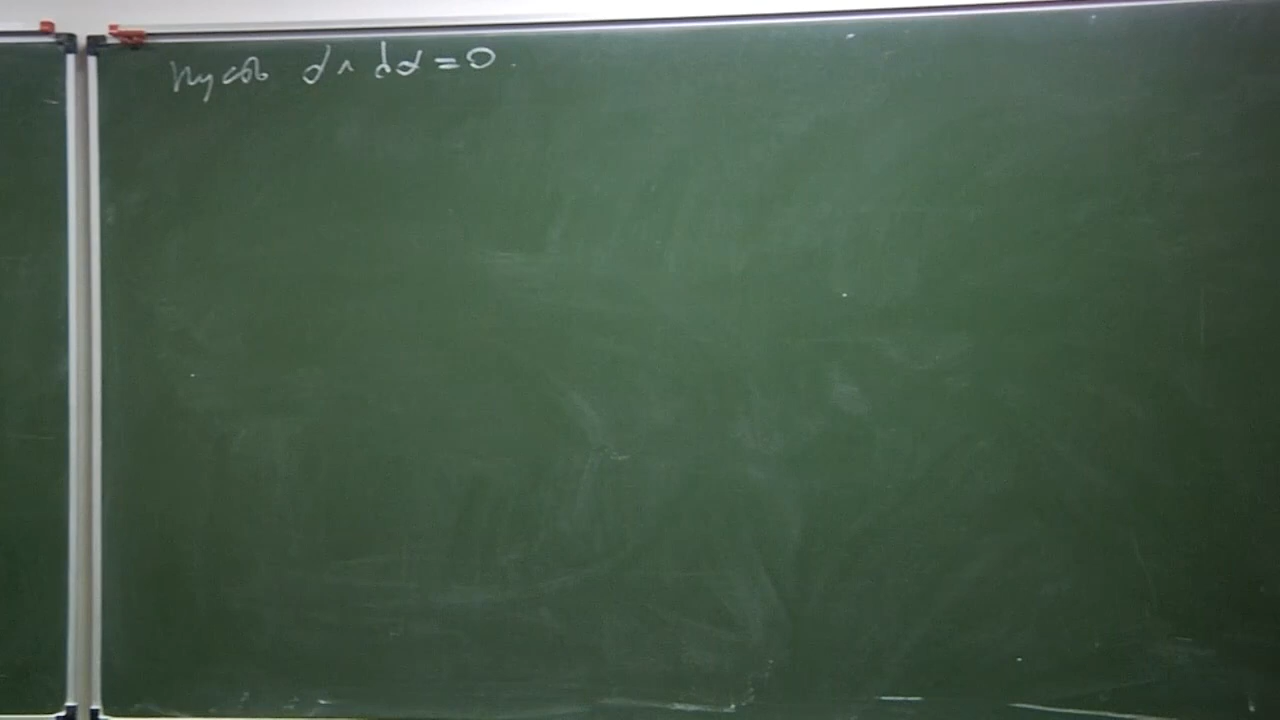 Пусть α ∧ dα = 0.